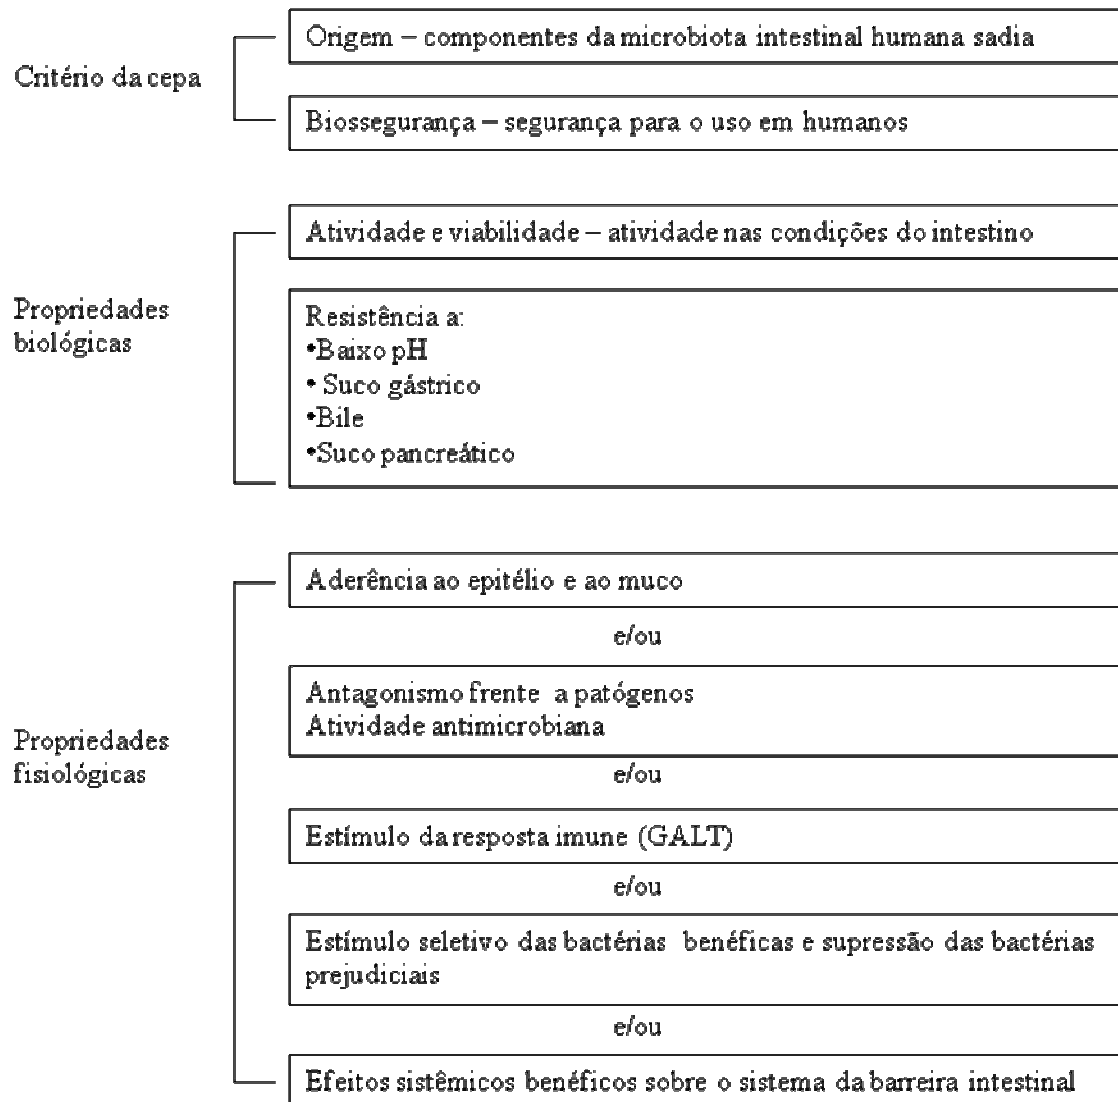 Critério da cepa
Origem – componentes da microbiota intestinal humana sadia
Biossegurança – segurança para o uso em humanos
Propriedades
biológicas
Atividade e viabilidade – atividade nas condições do intestino
Resistência a:
•Baixo pH
• Suco gástrico
•Bile
•Suco pancreático
Propriedades
fisiológicas
Aderência ao epitélio e ao muco
e/ou
Antagonismo frente a patógenos
Atividade antimicrobiana
e/ou
Estímulo da resposta imune (GALT)
e/ou
Estímulo seletivo das bactérias benéficas e supressão das bactérias
prejudiciais
e/ou
Efeitos sistêmicos benéficos sobre o sistema da barreira intestinal